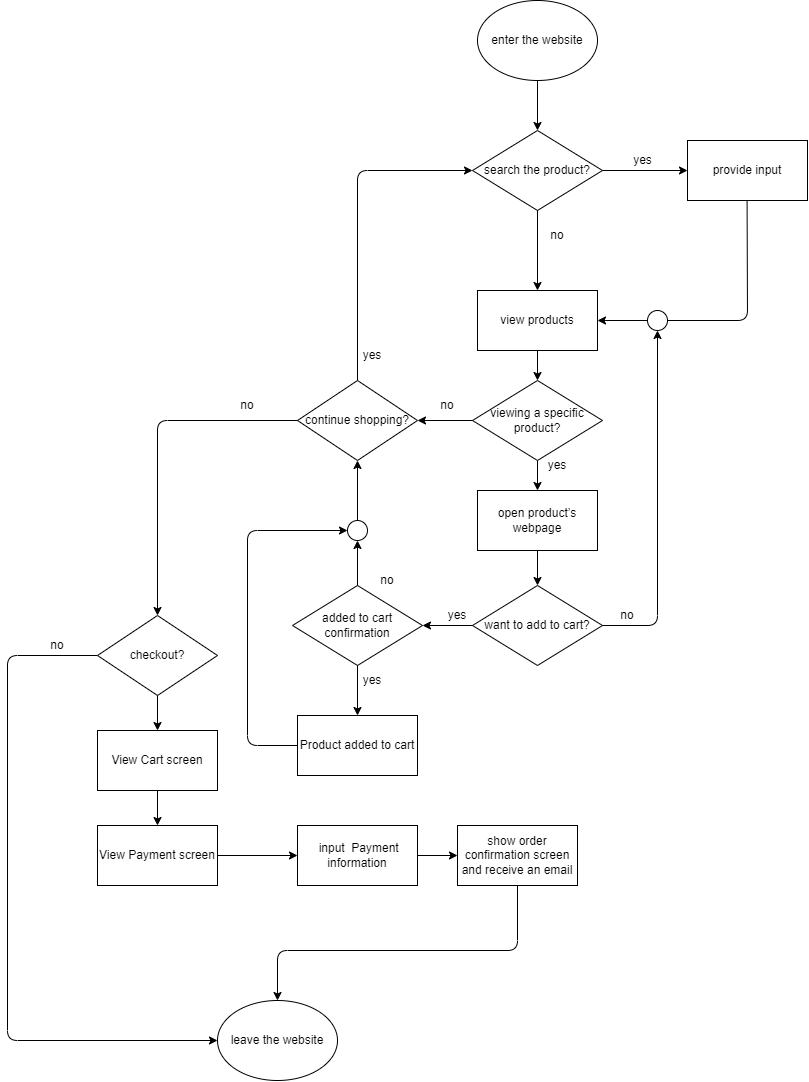 enter the website
search the product?
yes
provide input
no
view products
yes
no
no
continue shopping?
viewing a specific
product?
yes
open product's
webpage
no
added to cart
confirmation
yes
want to add to cart?
no
no
checkout?
yes
Product added to cart
View Cart screen
View Payment screen
input Payment
information
show order
confirmation screen
and receive an email
leave the website